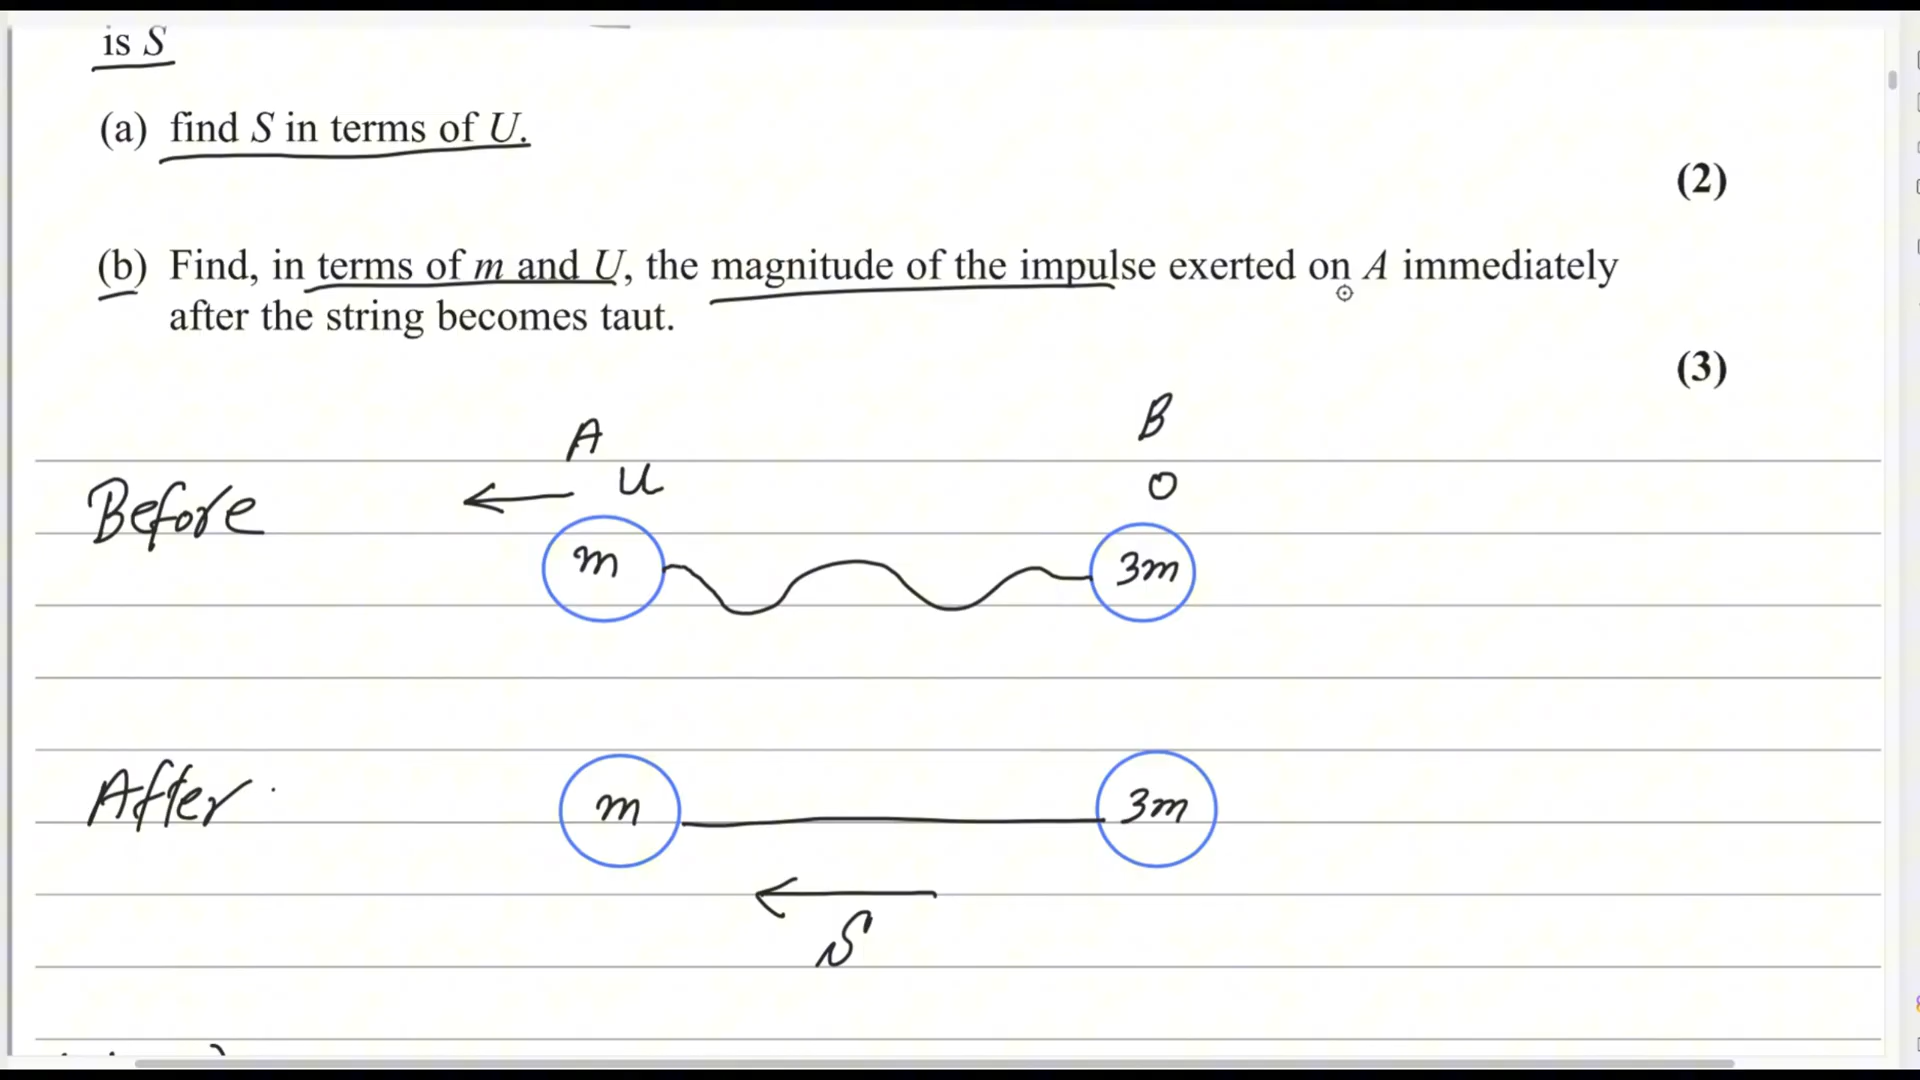 is S
(a) find S in terms of U.
(2)
(b) Find, in terms of m and U, the magnitude of the impulse exerted on A immediately
after the string becomes taut.
(3)
A B
Before U 0
m 3m
After m 3m
S